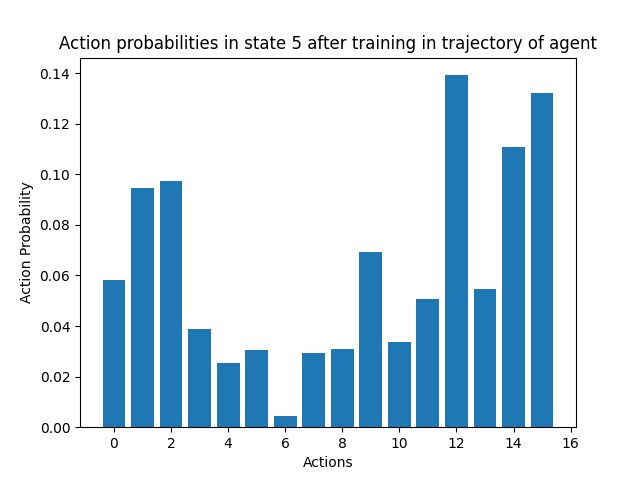 Action probabilities in state 5 after training in trajectory of agent
0.14
0.12
0.10
0.08
0.06
0.04
0.02
0.00
Action Probability
0 2 4 6 8 10 12 14 16
Actions